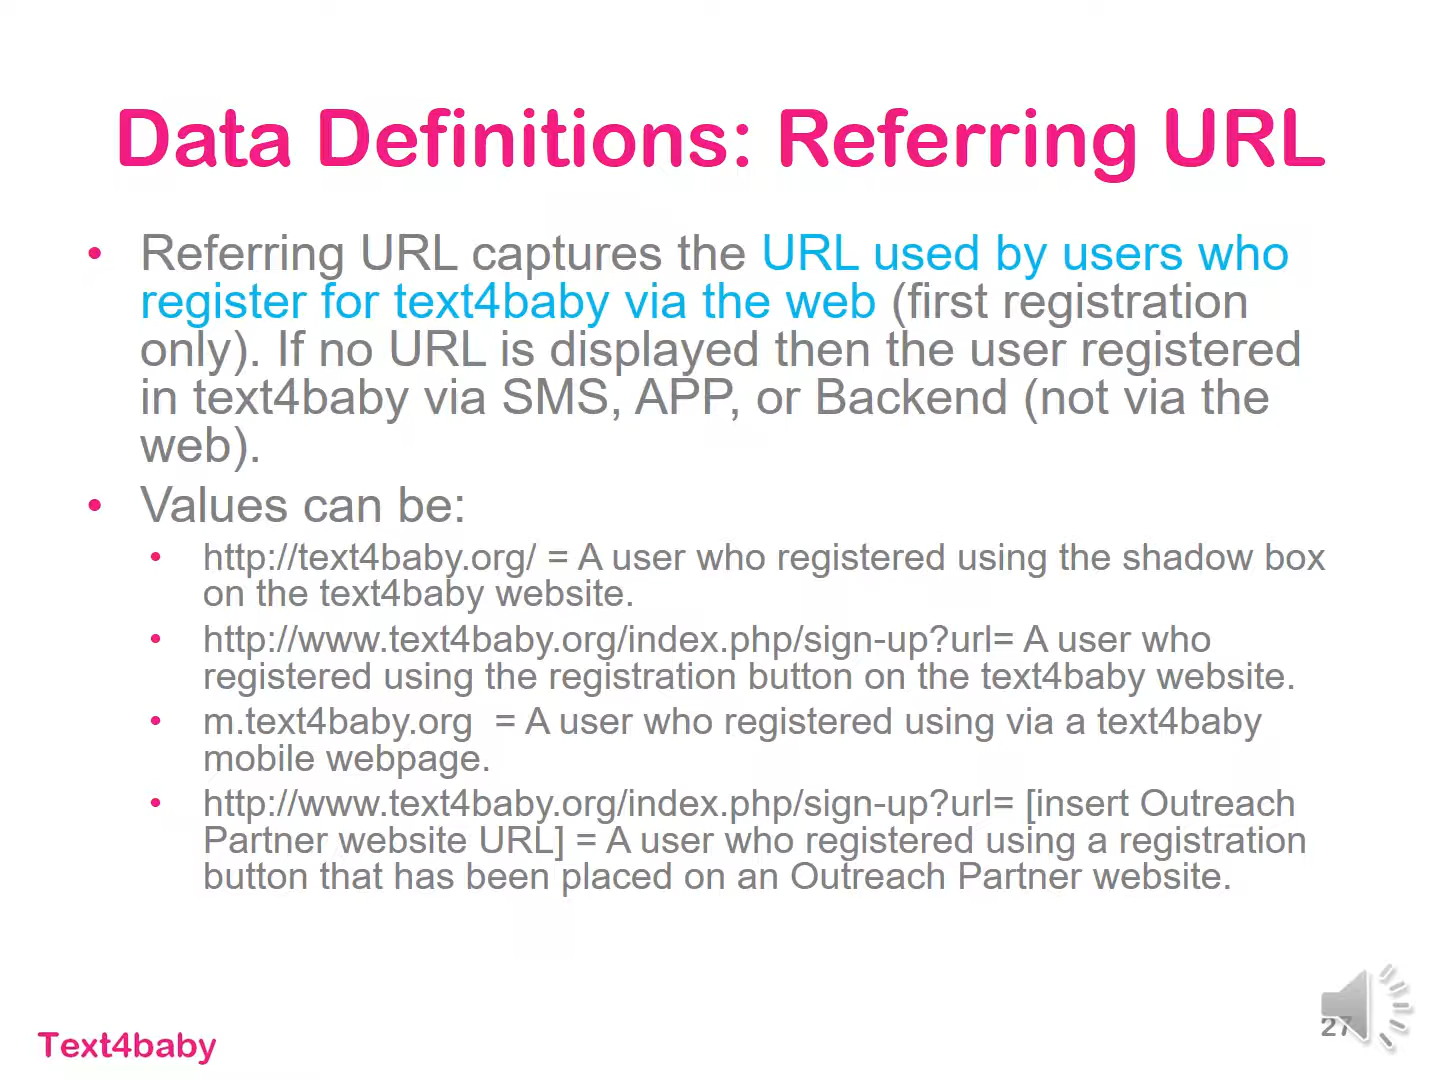 Data Definitions: Referring URL
• Referring URL captures the URL used by users who
register for text4baby via the web (first registration
only). If no URL is displayed then the user registered
in text4baby via SMS, APP, or Backend (not via the
web).
• Values can be:
• http://text4baby.org/ = A user who registered using the shadow box
on the text4baby website.
• http://www.text4baby.org/index.php/sign-up?url= A user who
registered using the registration button on the text4baby website.
• m.text4baby.org  = A user who registered using via a text4baby
mobile webpage.
• http://www.text4baby.org/index.php/sign-up?url= [insert Outreach
Partner website URL] = A user who registered using a registration
button that has been placed on an Outreach Partner website.
27
Text4baby